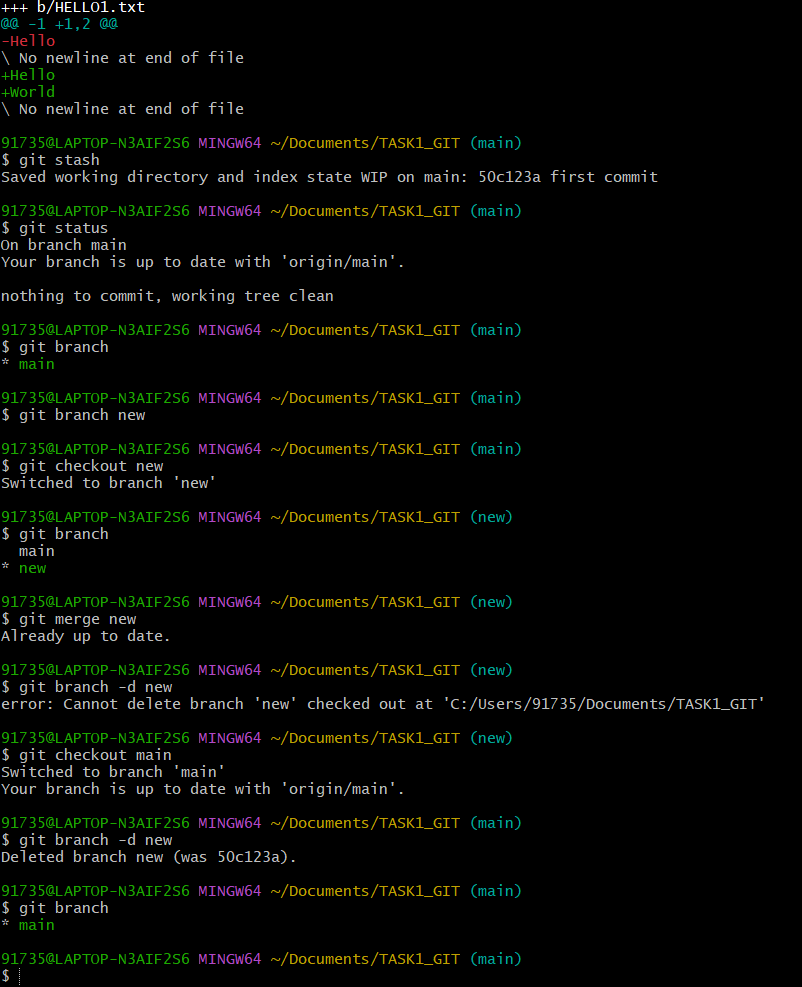 +++ b/HELLO1.txt
@@ -1 +1,2 @@
-Hello
\ No newline at end of file
+Hello
+World
\ No newline at end of file

91735@LAPTOP-N3AIF2S6 MINGW64 ~/Documents/TASK1_GIT (main)
$ git stash
Saved working directory and index state WIP on main: 50c123a first commit

91735@LAPTOP-N3AIF2S6 MINGW64 ~/Documents/TASK1_GIT (main)
$ git status
On branch main
Your branch is up to date with 'origin/main'.

nothing to commit, working tree clean

91735@LAPTOP-N3AIF2S6 MINGW64 ~/Documents/TASK1_GIT (main)
$ git branch
* main

91735@LAPTOP-N3AIF2S6 MINGW64 ~/Documents/TASK1_GIT (main)
$ git branch new

91735@LAPTOP-N3AIF2S6 MINGW64 ~/Documents/TASK1_GIT (main)
$ git checkout new
Switched to branch 'new'

91735@LAPTOP-N3AIF2S6 MINGW64 ~/Documents/TASK1_GIT (new)
$ git branch
  main
* new

91735@LAPTOP-N3AIF2S6 MINGW64 ~/Documents/TASK1_GIT (new)
$ git merge new
Already up to date.

91735@LAPTOP-N3AIF2S6 MINGW64 ~/Documents/TASK1_GIT (new)
$ git branch -d new
error: Cannot delete branch 'new' checked out at 'C:/Users/91735/Documents/TASK1_GIT'

91735@LAPTOP-N3AIF2S6 MINGW64 ~/Documents/TASK1_GIT (new)
$ git checkout main
Switched to branch 'main'
Your branch is up to date with 'origin/main'.

91735@LAPTOP-N3AIF2S6 MINGW64 ~/Documents/TASK1_GIT (main)
$ git branch -d new
Deleted branch new (was 50c123a).

91735@LAPTOP-N3AIF2S6 MINGW64 ~/Documents/TASK1_GIT (main)
$ git branch
* main

91735@LAPTOP-N3AIF2S6 MINGW64 ~/Documents/TASK1_GIT (main)
$